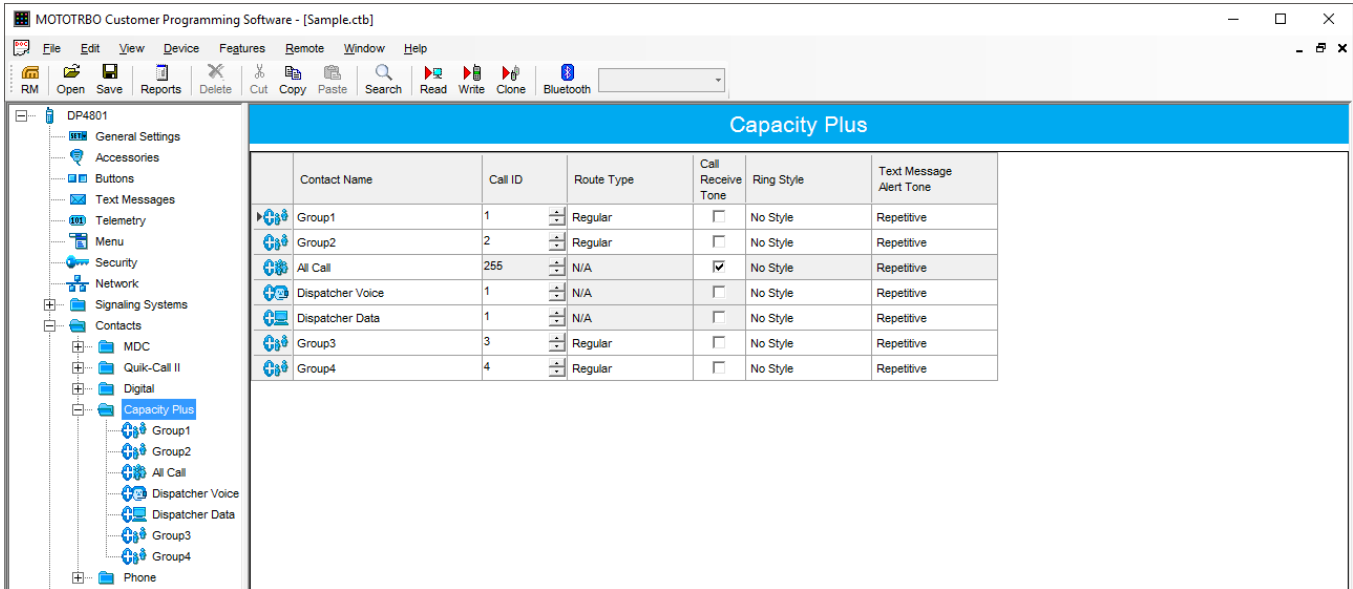 MOTOTRBO Customer Programming Software - [Sample.ctb]
File Edit View Device Features Remote Window Help
RM Open Save Reports Delete Cut Copy Paste Search Read Write Clone Bluetooth
DP4801
General Settings
Accessories
Buttons
Text Messages
Telemetry
Menu
Security
Network
Signaling Systems
Contacts
MDC
Quik-Call II
Digital
Capacity Plus
Group1
Group2
All Call
Dispatcher Voice
Dispatcher Data
Group3
Group4
Phone
Capacity Plus
Contact Name Call ID Route Type Call Receive Tone Ring Style Text Message Alert Tone
Group1 1 Regular No Style Repetitive
Group2 2 Regular No Style Repetitive
All Call 255 N/A No Style Repetitive
Dispatcher Voice 1 N/A No Style Repetitive
Dispatcher Data 1 N/A No Style Repetitive
Group3 3 Regular No Style Repetitive
Group4 4 Regular No Style Repetitive